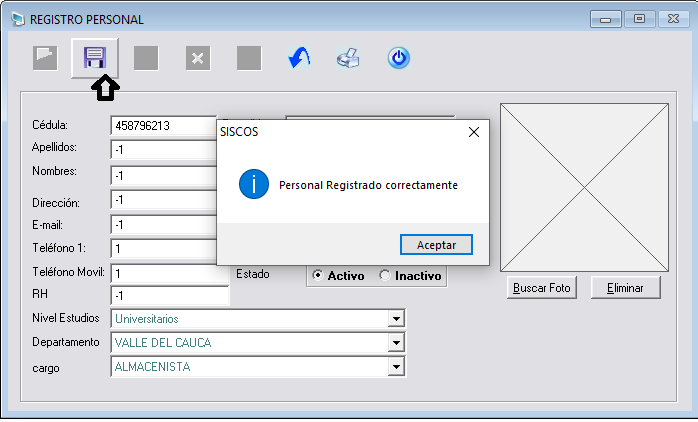 REGISTRO PERSONAL
Cédula: 458796213
SISCOS
Apellidos: -1
Nombres: -1
Personal Registrado correctamente
Dirección: -1
E-mail: -1
Teléfono 1: 1
Aceptar
Teléfono Movil: 1 Estado Activo Inactivo
RH -1
Buscar Foto Eliminar
Nivel Estudios Universitarios
Departamento VALLE DEL CAUCA
cargo ALMACENISTA